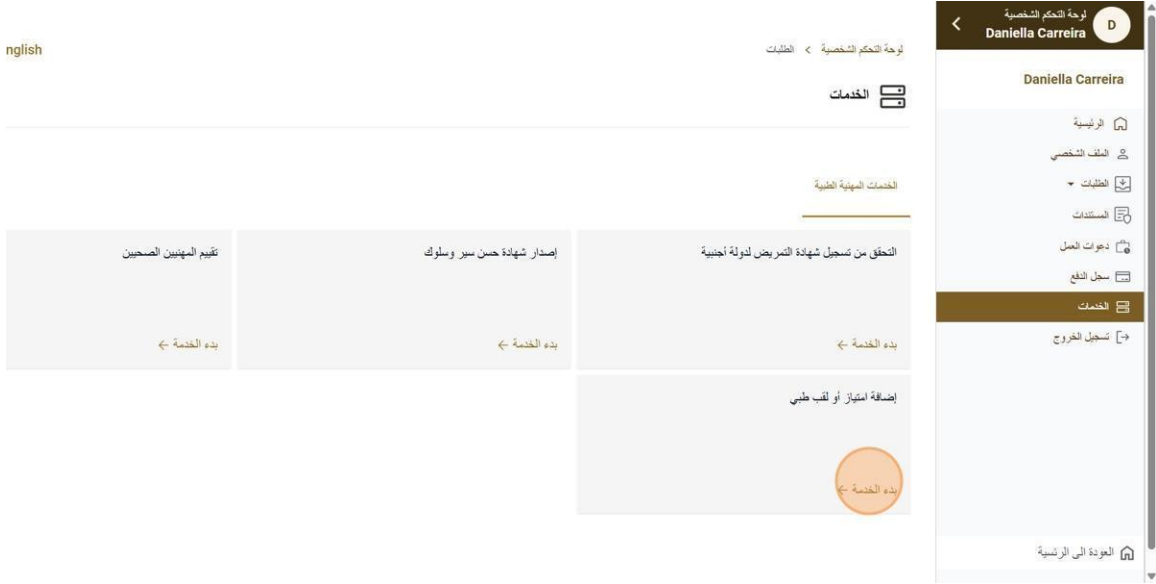 لوحة التحكم الشخصية
D
Daniella Carreira
Daniella Carreira
الرئيسية
الملف الشخصي
الطلبات
المستندات
دعوات العمل
سجل الدفع
الخدمات
تسجيل الخروج
العودة الى الرئسية
nglish
لوحة التحكم الشخصية > الطلبات
الخدمات
الخدمات المهنية الطبية
التحقق من تسجيل شهادة التمريض لدولة أجنبية
بدء الخدمة ←
إصدار شهادة حسن سير وسلوك
بدء الخدمة ←
تقييم المهنيين الصحيين
بدء الخدمة ←
إضافة امتياز أو لقب طبي
بدء الخدمة ←